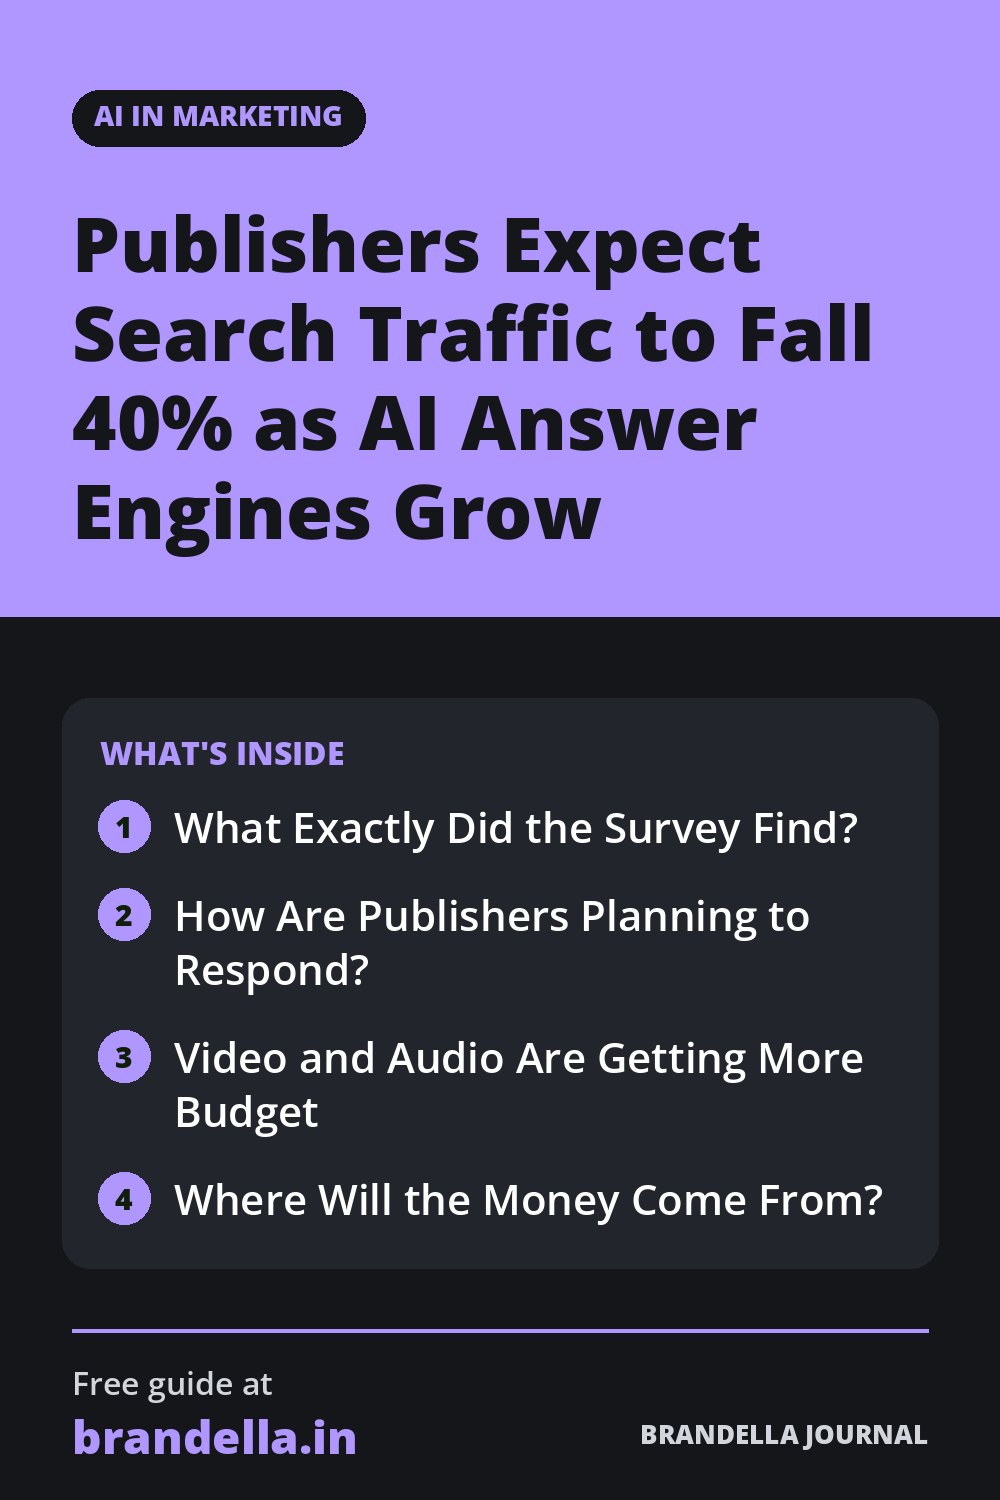 AI IN MARKETING
Publishers Expect
Search Traffic to Fall
40% as AI Answer
Engines Grow
WHAT'S INSIDE
1 What Exactly Did the Survey Find?
2 How Are Publishers Planning to
Respond?
3 Video and Audio Are Getting More
Budget
4 Where Will the Money Come From?
Free guide at
brandella.in
BRANDELLA JOURNAL